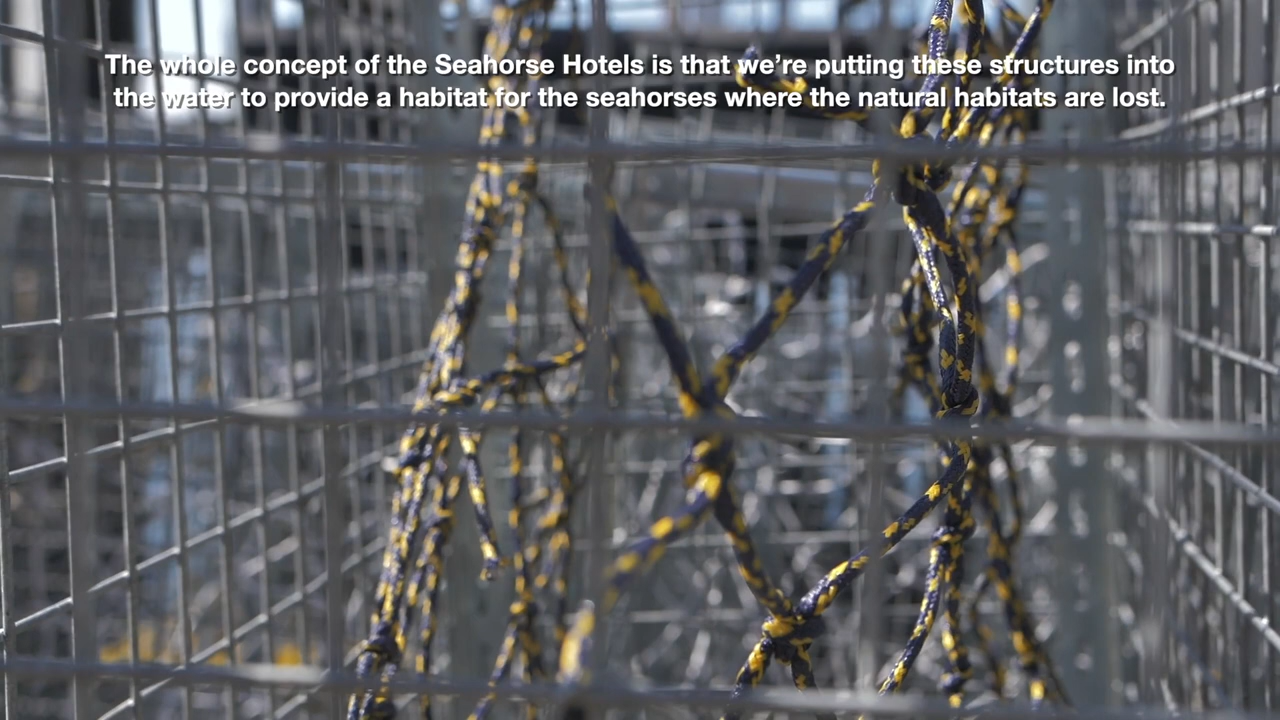 The whole concept of the Seahorse Hotels is that we’re putting these structures into
the water to provide a habitat for the seahorses where the natural habitats are lost.